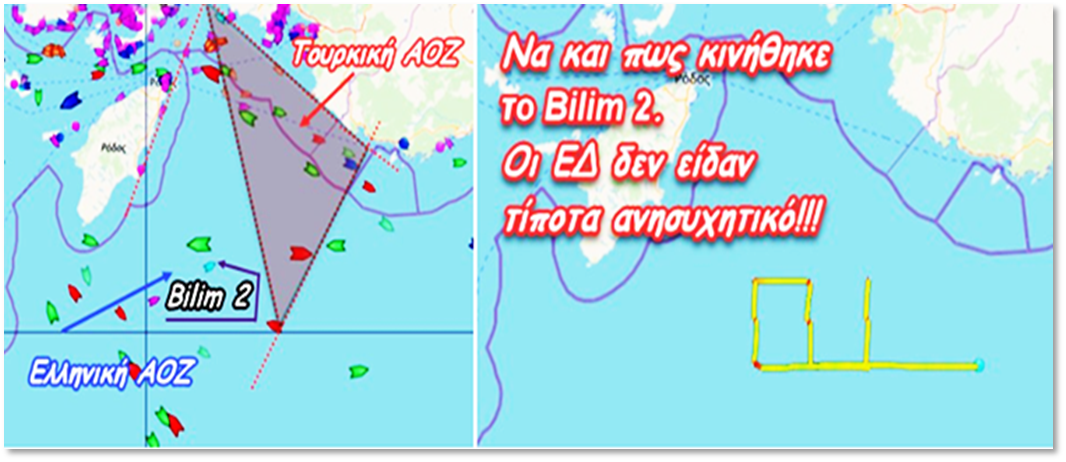 Τουρκική ΑΟΖ
Ρόδος
Ρόδος
Bilim 2
Ελληνική ΑΟΖ
Να και πως κινήθηκε
Ρόδος
το Bilim 2.
Οι ΕΔ δεν είδαν
τίποτα ανησυχητικό!!!